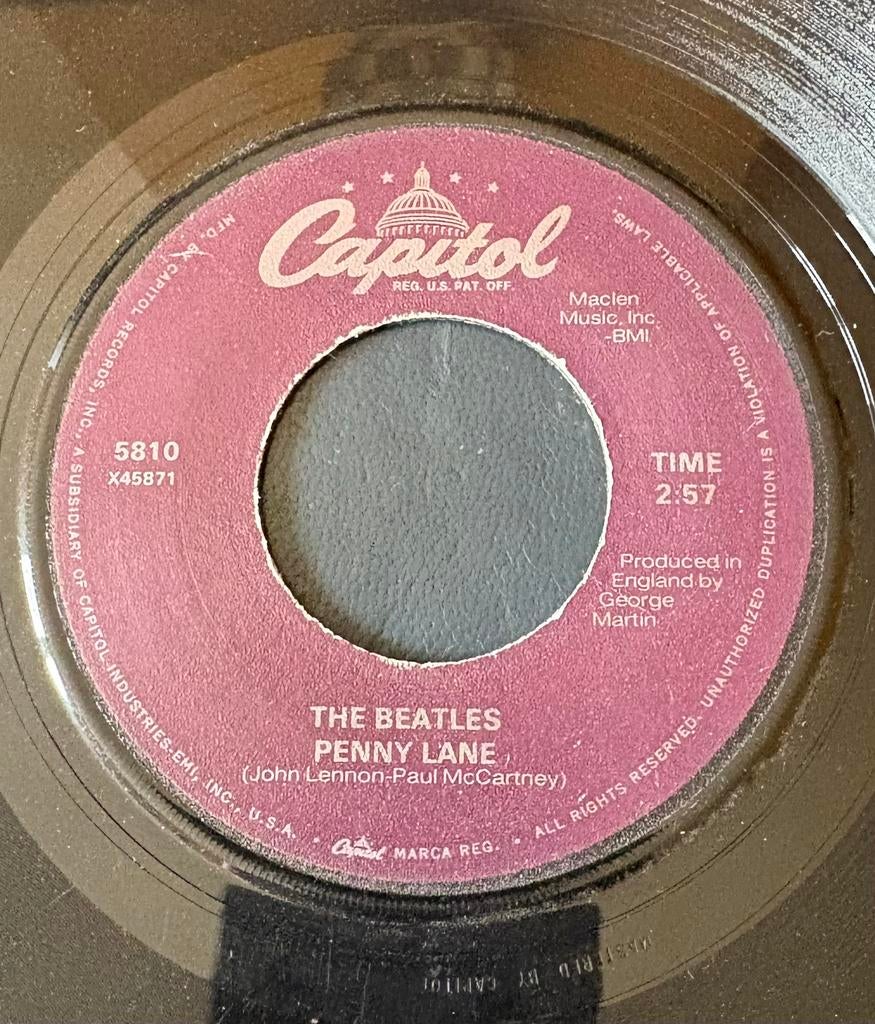 Capitol
REG. U.S. PAT. OFF.
Maclen
Music, Inc.
-BMI
5810
X45871
TIME
2:57
Produced in
England by
George
Martin
THE BEATLES
PENNY LANE
(John Lennon-Paul McCartney)
MFD. BY CAPITOL RECORDS, INC., A SUBSIDIARY OF CAPITOL INDUSTRIES-EMI, INC., U.S.A. • Capitol MARCA REG. • ALL RIGHTS RESERVED. UNAUTHORIZED DUPLICATION IS A VIOLATION OF APPLICABLE LAWS.
MASTERED BY CAPITOL